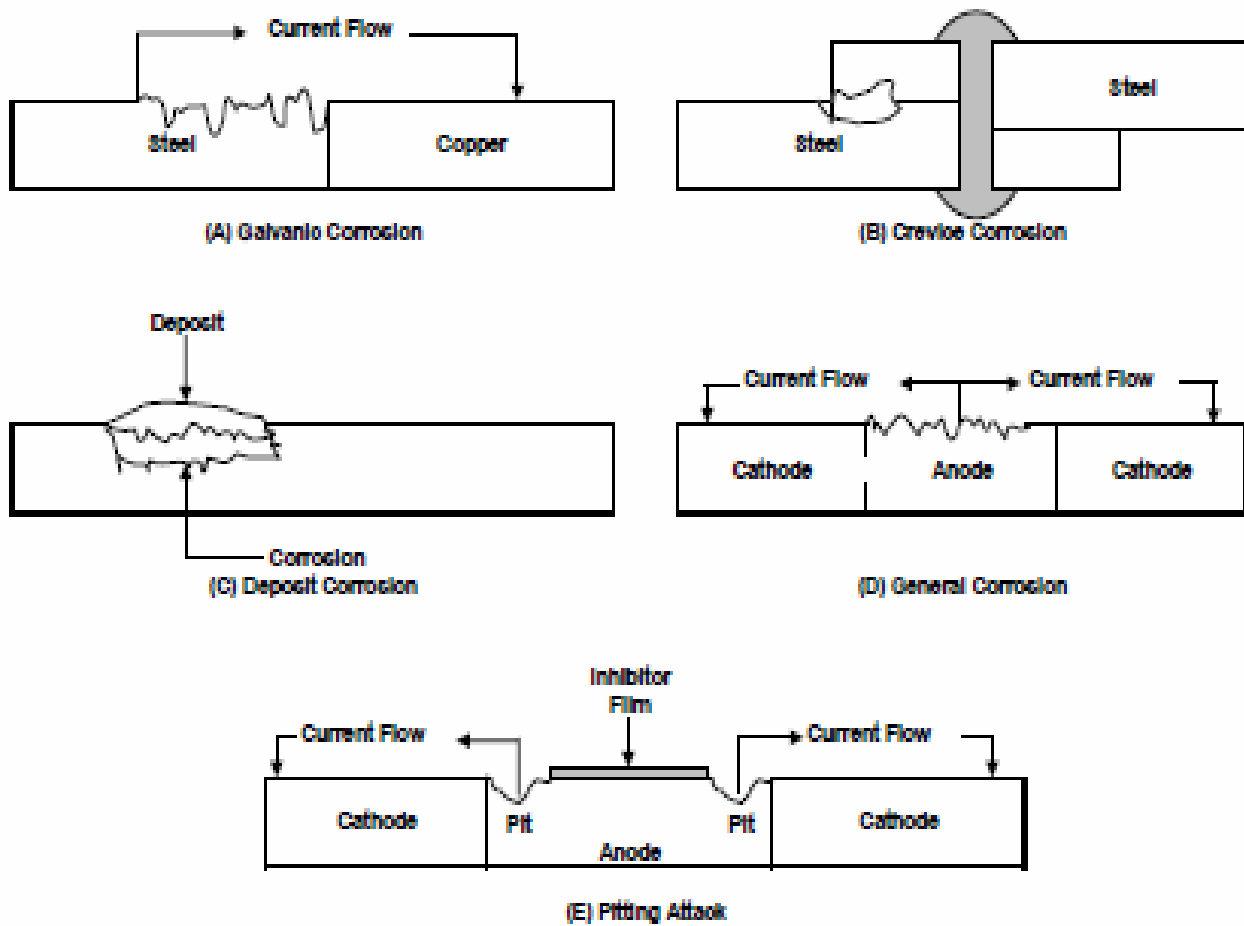 Current Flow
Steel
Copper
(A) Galvanic Corrosion
Steel
Steel
(B) Crevice Corrosion
Deposit
Corrosion
(C) Deposit Corrosion
Current Flow
Current Flow
Cathode
Anode
Cathode
(D) General Corrosion
Inhibitor
Film
Current Flow
Current Flow
Cathode
Pit
Pit
Cathode
Anode
(E) Pitting Attack